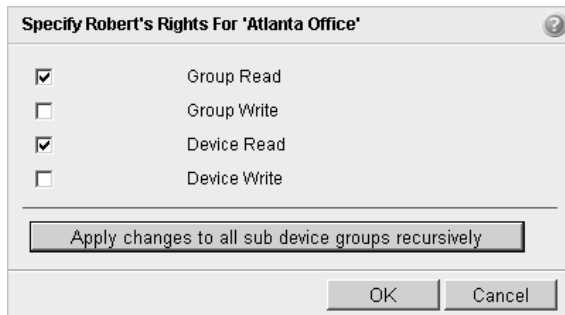 Specify Robert's Rights For 'Atlanta Office'
?
Group Read
Group Write
Device Read
Device Write
Apply changes to all sub device groups recursively
OK Cancel